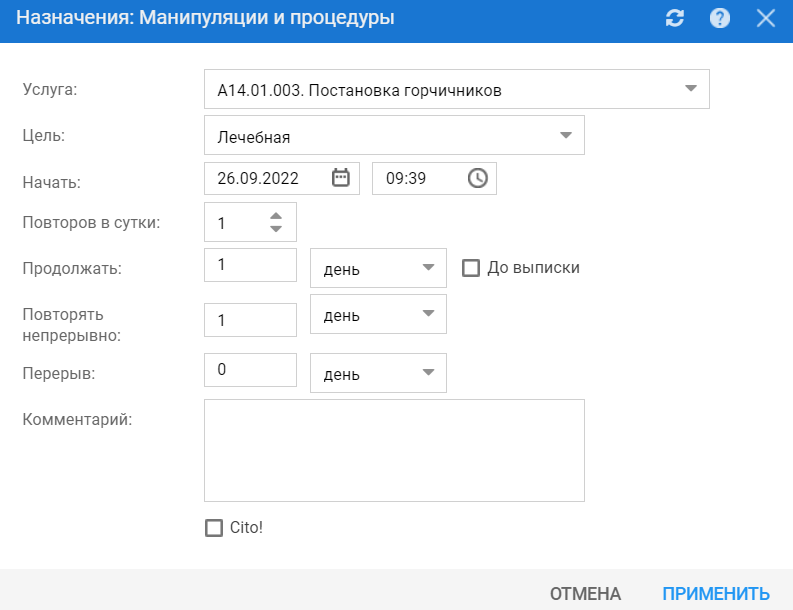 Назначения: Манипуляции и процедуры
Услуга: A14.01.003. Постановка горчичников
Цель: Лечебная
Начать: 26.09.2022 09:39
Повторов в сутки: 1
Продолжать: 1 день До выписки
Повторять
непрерывно: 1 день
Перерыв: 0 день
Комментарий:
Cito!
ОТМЕНА ПРИМЕНИТЬ